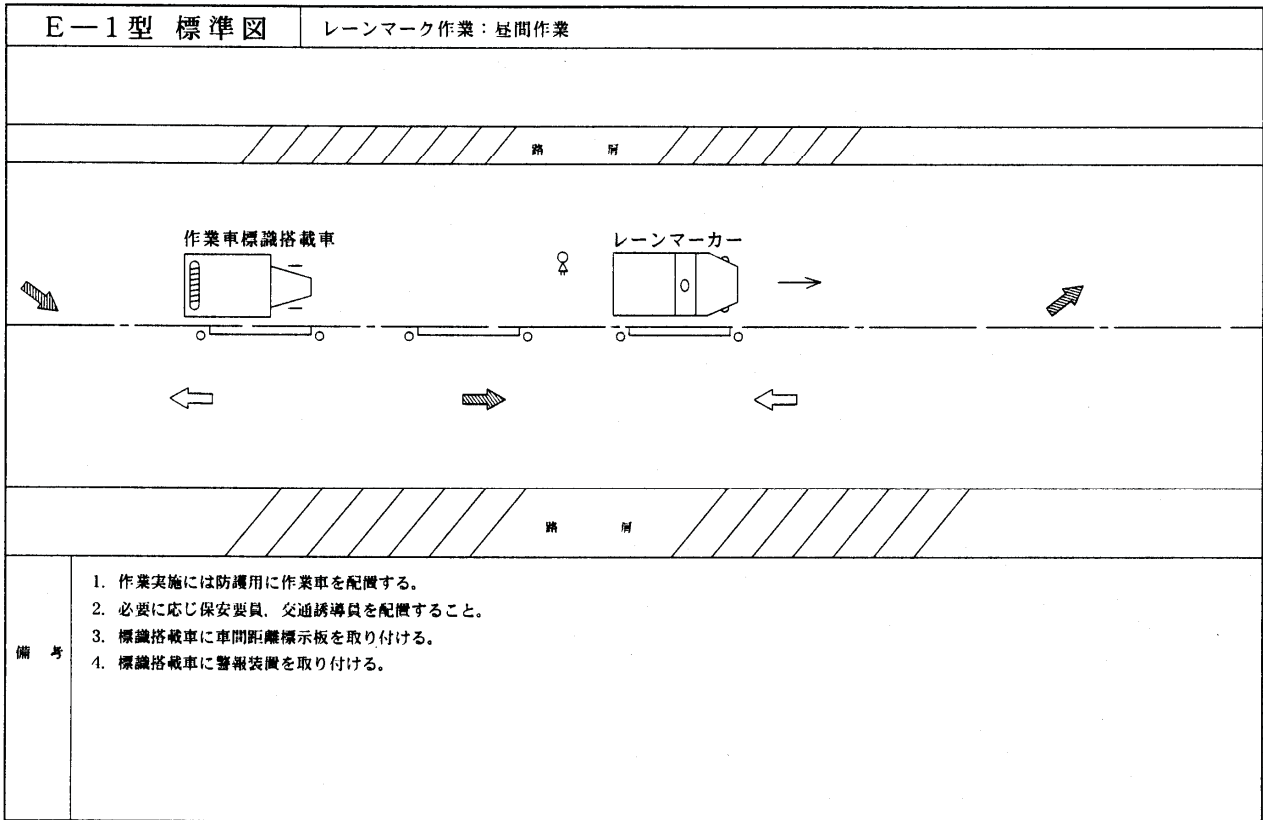 E―1型 標準図
レーンマーク作業：昼間作業
路 肩
作業車標識搭載車
レーンマーカー
路 肩
備 考
1. 作業実施には防護用に作業車を配置する。
2. 必要に応じ保安要員，交通誘導員を配置すること。
3. 標識搭載車に車間距離標示板を取り付ける。
4. 標識搭載車に警報装置を取り付ける。